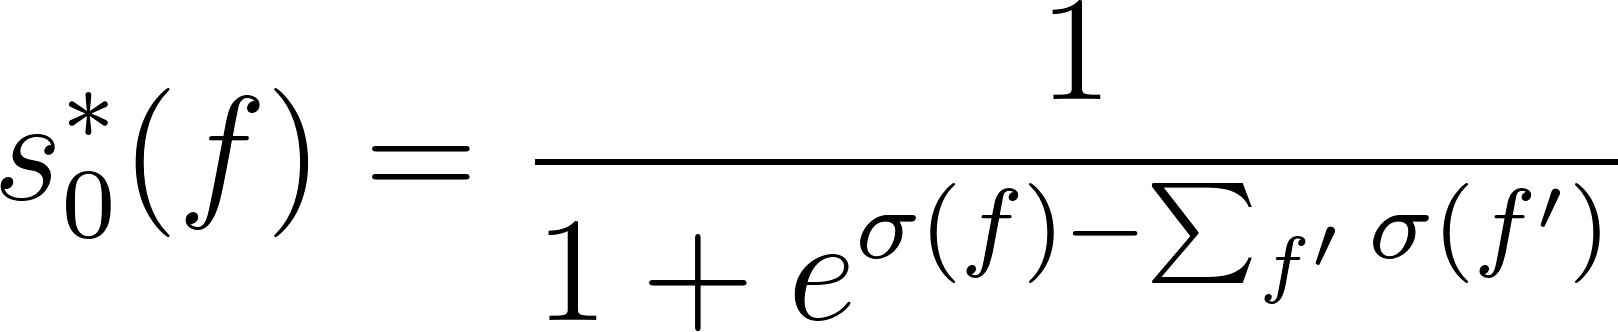 s_0^*(f) = \frac{1}{1 + e^{\sigma(f) - \sum_{f'} \sigma(f')}}